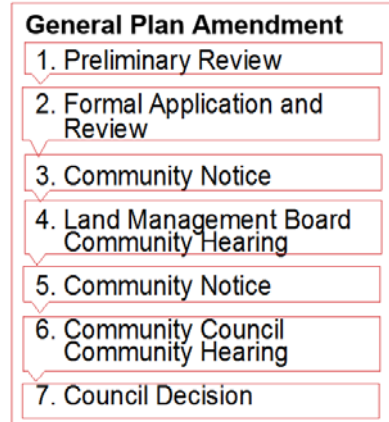 General Plan Amendment
1. Preliminary Review
2. Formal Application and
Review
3. Community Notice
4. Land Management Board
Community Hearing
5. Community Notice
6. Community Council
Community Hearing
7. Council Decision